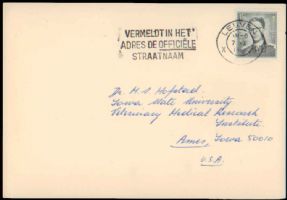 VERMELDT IN HET
ADRES DE OFFICIËLE
STRAATNAAM
LEUVEN
Dr. M. S. Hofstad
Iowa State University
Veterinary Medical Research
Institute
Ames, Iowa 50010
U.S.A.